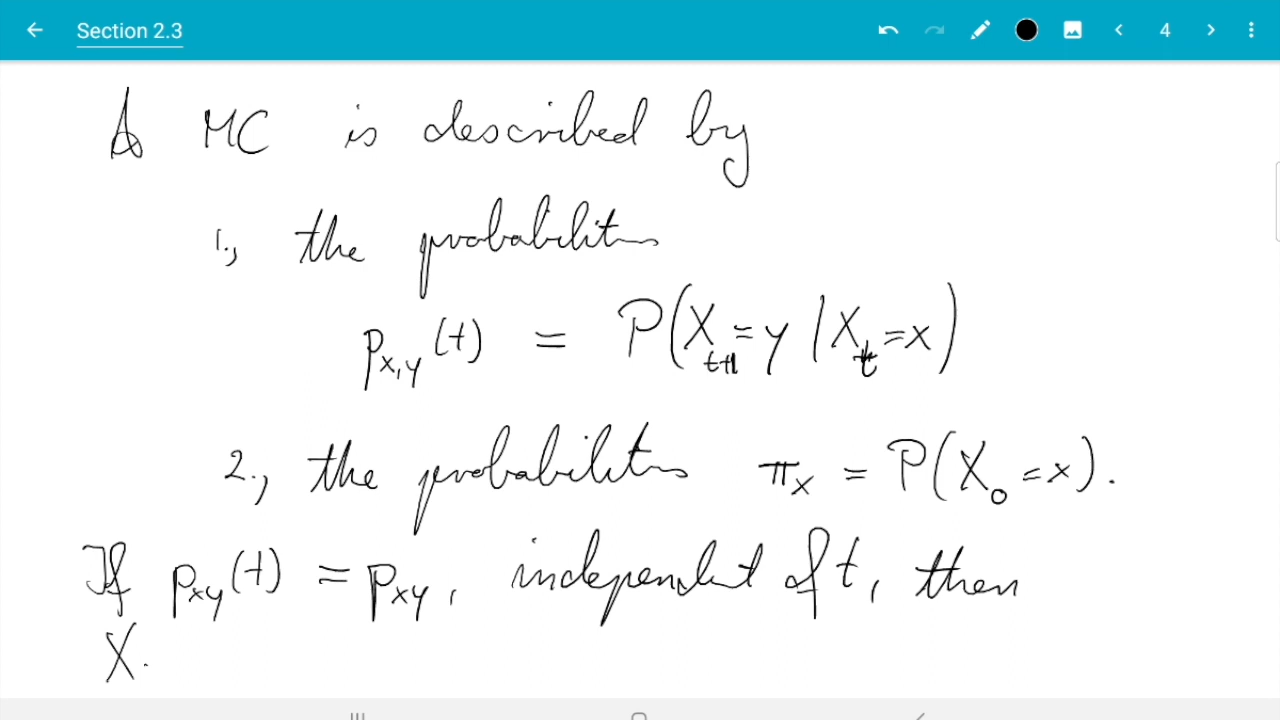 Section 2.3
4
A MC is described by
1., the probabilities
p_{x,y}(t) = P(X_{t+1}=y | X_t=x)
2., the probabilities π_x = P(X_0=x).
If p_{xy}(t) = p_{xy}, independent of t, then
X.